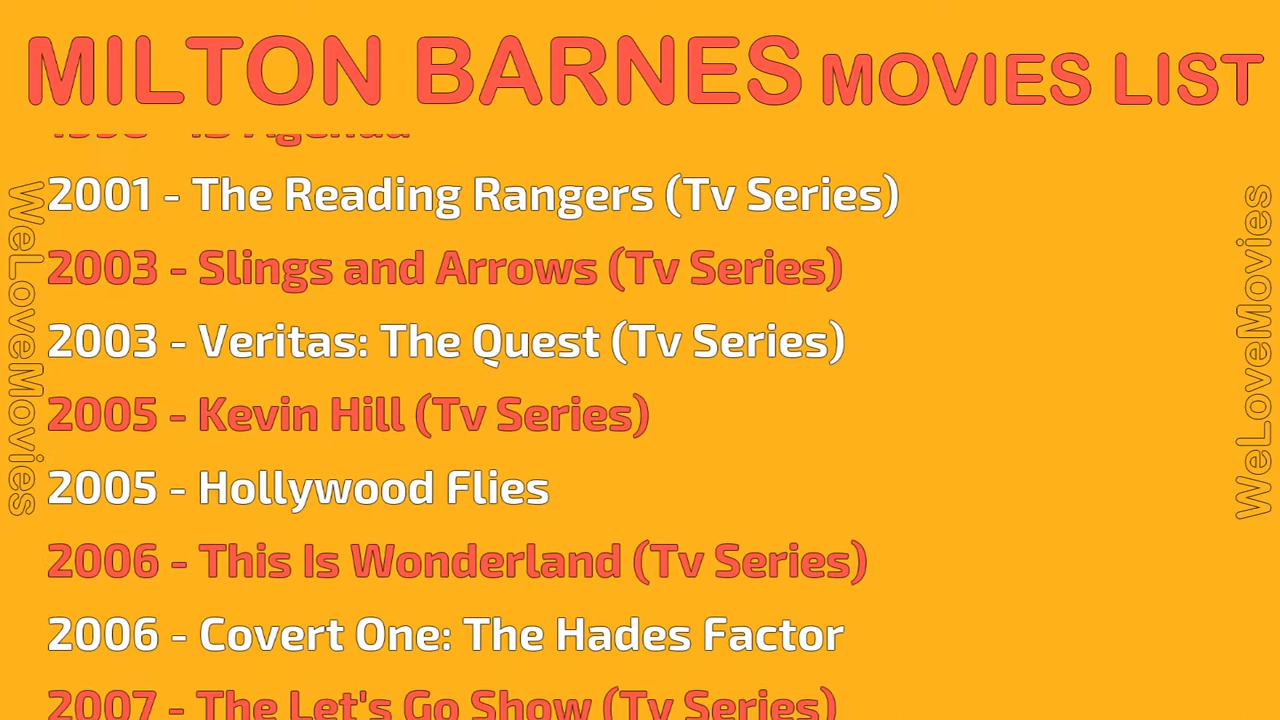 MILTON BARNES MOVIES LIST
2001 - The Reading Rangers (Tv Series)
2003 - Slings and Arrows (Tv Series)
2003 - Veritas: The Quest (Tv Series)
2005 - Kevin Hill (Tv Series)
2005 - Hollywood Flies
2006 - This Is Wonderland (Tv Series)
2006 - Covert One: The Hades Factor
2007 - The Let's Go Show (Tv Series)
WeLoveMovies
WeLoveMovies